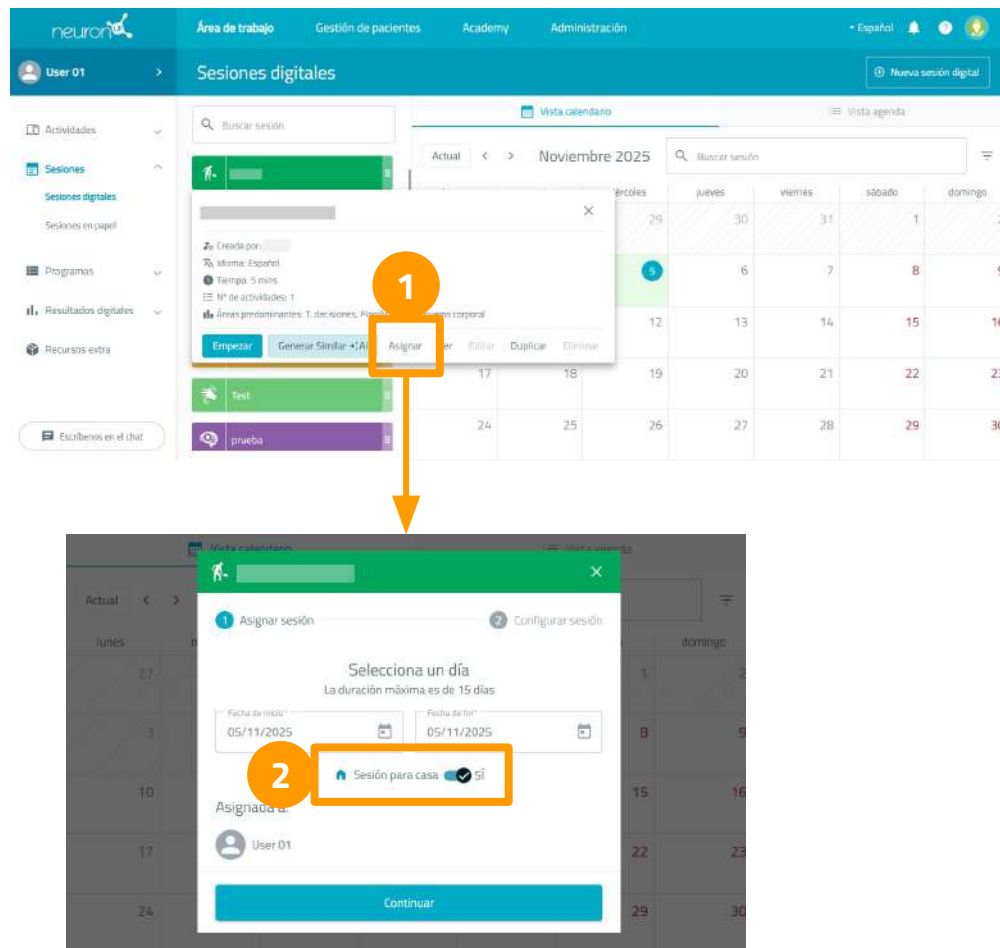 neuron
Área de trabajo Gestión de pacientes Academy Administración Español
User 01 Sesiones digitales Nueva sesión digital
Actividades
Sesiones
Sesiones digitales
Sesiones en papel
Programas
Resultados digitales
Recursos extra
Escríbenos en el chat
Buscar sesión
Vista calendario Vista agenda
Actual < > Noviembre 2025 Buscar sesión
jueves viernes sábado domingo
29 30 31 1 2
5 6 7 8 9
12 13 14 15 16
17 18 19 20 21 22 23
24 25 26 27 28 29 30
Creada por:
Idioma: Español
Tiempo: 5 mins
Nº de actividades: 1
Áreas predominantes: T. decisiones, corporal
1
Empezar Generar Similar Asignar Editar Duplicar Eliminar
Test
prueba
Vista calendario Vista agenda
Actual < >
lunes domingo
27 1 2
3 8 9
10 15 16
17 22 23
24 29 30
1 Asignar sesión 2 Configurar sesión
Selecciona un día
La duración máxima es de 15 días
Fecha de inicio* Fecha de fin*
05/11/2025 05/11/2025
2
Sesión para casa SÍ
Asignada a:
User 01
Continuar